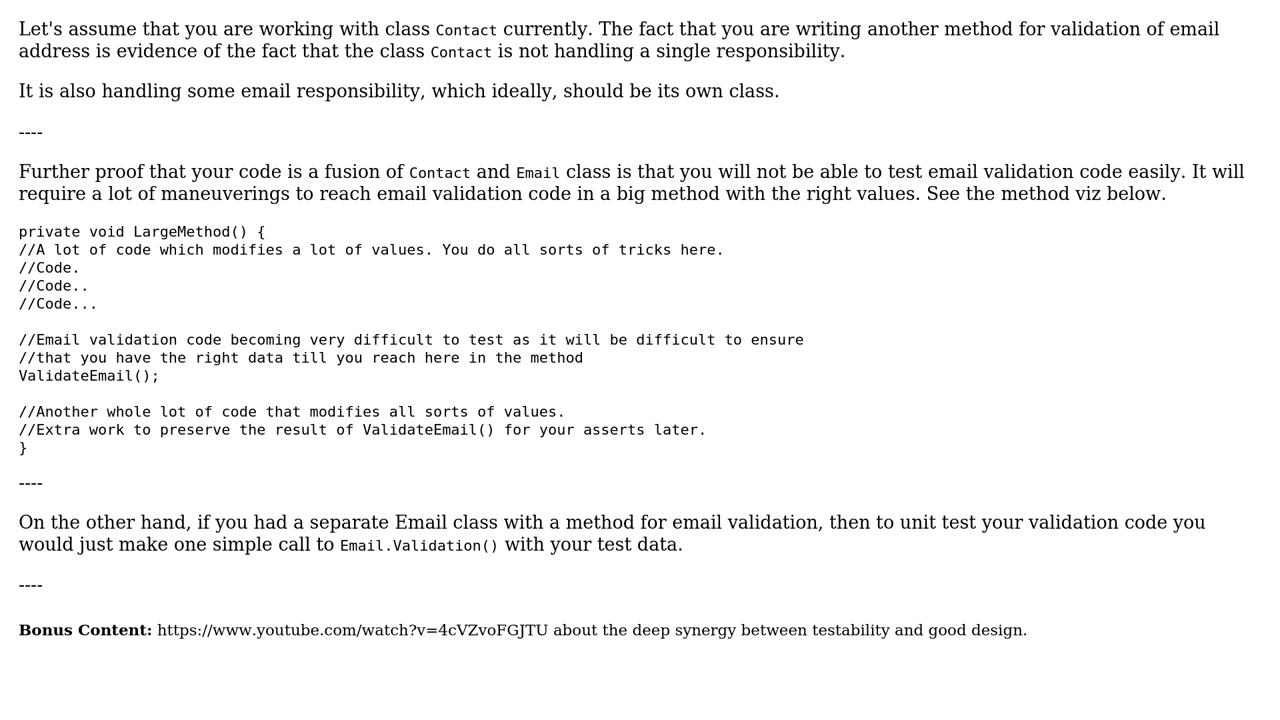 Let's assume that you are working with class Contact currently. The fact that you are writing another method for validation of email
address is evidence of the fact that the class Contact is not handling a single responsibility.
It is also handling some email responsibility, which ideally, should be its own class.
----
Further proof that your code is a fusion of Contact and Email class is that you will not be able to test email validation code easily. It will
require a lot of maneuverings to reach email validation code in a big method with the right values. See the method viz below.
private void LargeMethod() {
//A lot of code which modifies a lot of values. You do all sorts of tricks here.
//Code.
//Code..
//Code...
//Email validation code becoming very difficult to test as it will be difficult to ensure
//that you have the right data till you reach here in the method
ValidateEmail();
//Another whole lot of code that modifies all sorts of values.
//Extra work to preserve the result of ValidateEmail() for your asserts later.
}
----
On the other hand, if you had a separate Email class with a method for email validation, then to unit test your validation code you
would just make one simple call to Email.Validation() with your test data.
----
Bonus Content: https://www.youtube.com/watch?v=4cVZvoFGJTU about the deep synergy between testability and good design.